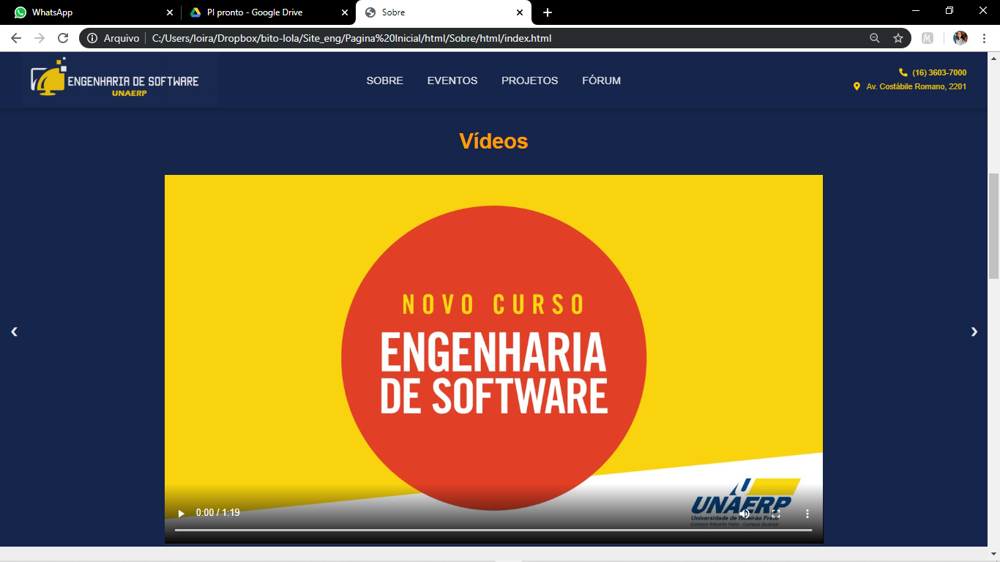 WhatsApp
PI pronto - Google Drive
Sobre
Arquivo
C:/Users/loira/Dropbox/bito-lola/Site_eng/Pagina%20Inicial/html/Sobre/html/index.html
ENGENHARIA DE SOFTWARE
UNAERP
SOBRE
EVENTOS
PROJETOS
FÓRUM
(16) 3603-7000
Av. Costábile Romano, 2201
Vídeos
NOVO CURSO
ENGENHARIA
DE SOFTWARE
UNAERP
Universidade de Ribeirão Preto
Campus Ribeirão Preto - Campus Guarujá
0:00 / 1:19